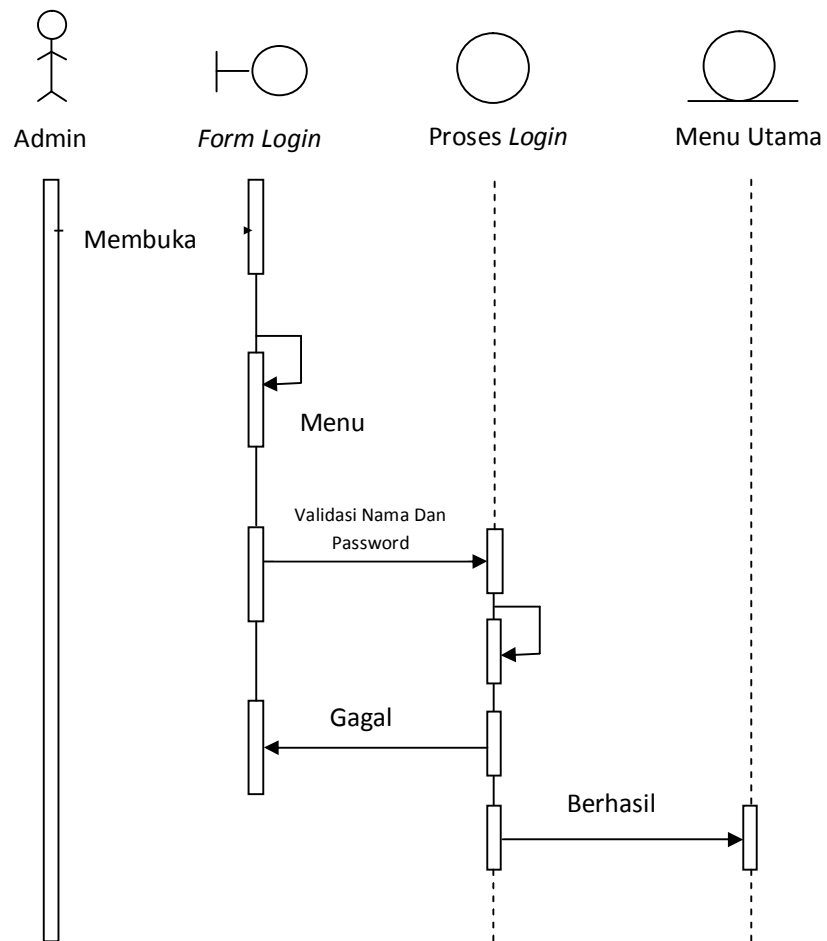 Admin
Form Login
Proses Login
Menu Utama
Membuka
Menu
Validasi Nama Dan
Password
Gagal
Berhasil